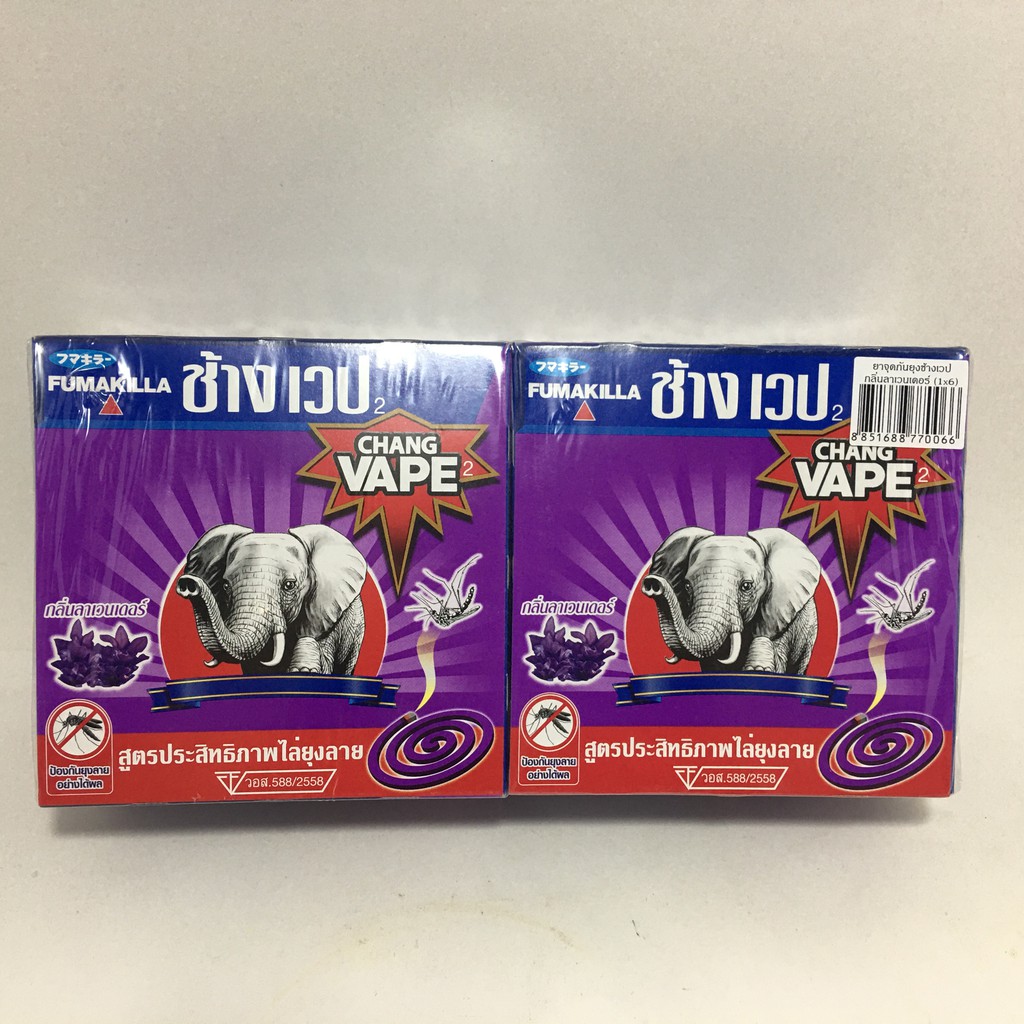 フマキラー
FUMAKILLA
ช้าง เวป 2
CHANG
VAPE 2
กลิ่นลาเวนเดอร์
ป้องกันยุงลาย
อย่างได้ผล
สูตรประสิทธิภาพไล่ยุงลาย
วอส.588/2558
フマキラー
FUMAKILLA
ช้าง เวป 2
ยาจุดกันยุงช้างเวป
กลิ่นลาเวนเดอร์ (1x6)
8 851688 770066
CHANG
VAPE 2
กลิ่นลาเวนเดอร์
ป้องกันยุงลาย
อย่างได้ผล
สูตรประสิทธิภาพไล่ยุงลาย
วอส.588/2558